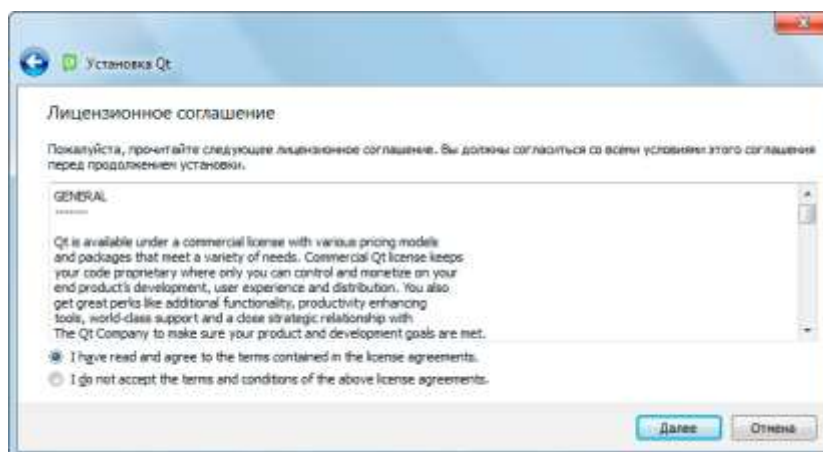 Установка Qt
Лицензионное соглашение
Пожалуйста, прочитайте следующее лицензионное соглашение. Вы должны согласиться со всеми условиями этого соглашения
перед продолжением установки.
GENERAL
-------
Qt is available under a commercial license with various pricing models
and packages that meet a variety of needs. Commercial Qt license keeps
your code proprietary where only you can control and monetize on your
end product's development, user experience and distribution. You also
get great perks like additional functionality, productivity enhancing
tools, world-class support and a close strategic relationship with
The Qt Company to make sure your product and development goals are met.
I have read and agree to the terms contained in the license agreements.
I do not accept the terms and conditions of the above license agreements.
Далее Отмена